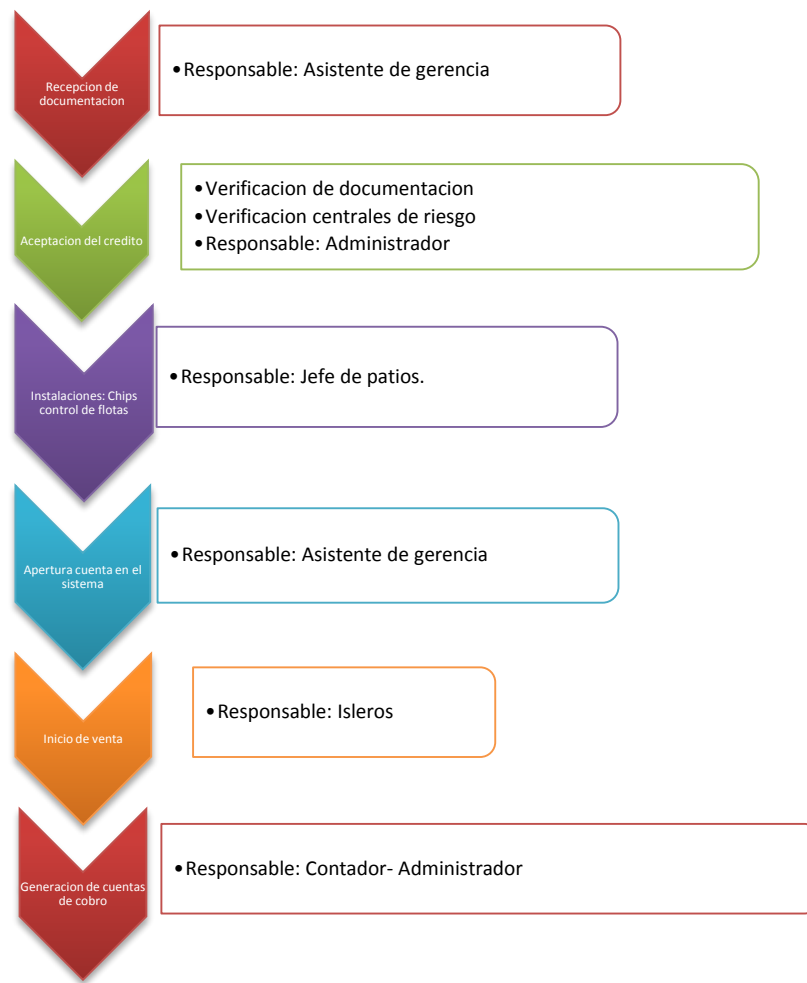 Recepcion de
documentacion
•Responsable: Asistente de gerencia
Aceptacion del credito
•Verificacion de documentacion
•Verificacion centrales de riesgo
•Responsable: Administrador
Instalaciones: Chips
control de flotas
•Responsable: Jefe de patios.
Apertura cuenta en el
sistema
•Responsable: Asistente de gerencia
Inicio de venta
•Responsable: Isleros
Generacion de cuentas
de cobro
•Responsable: Contador- Administrador